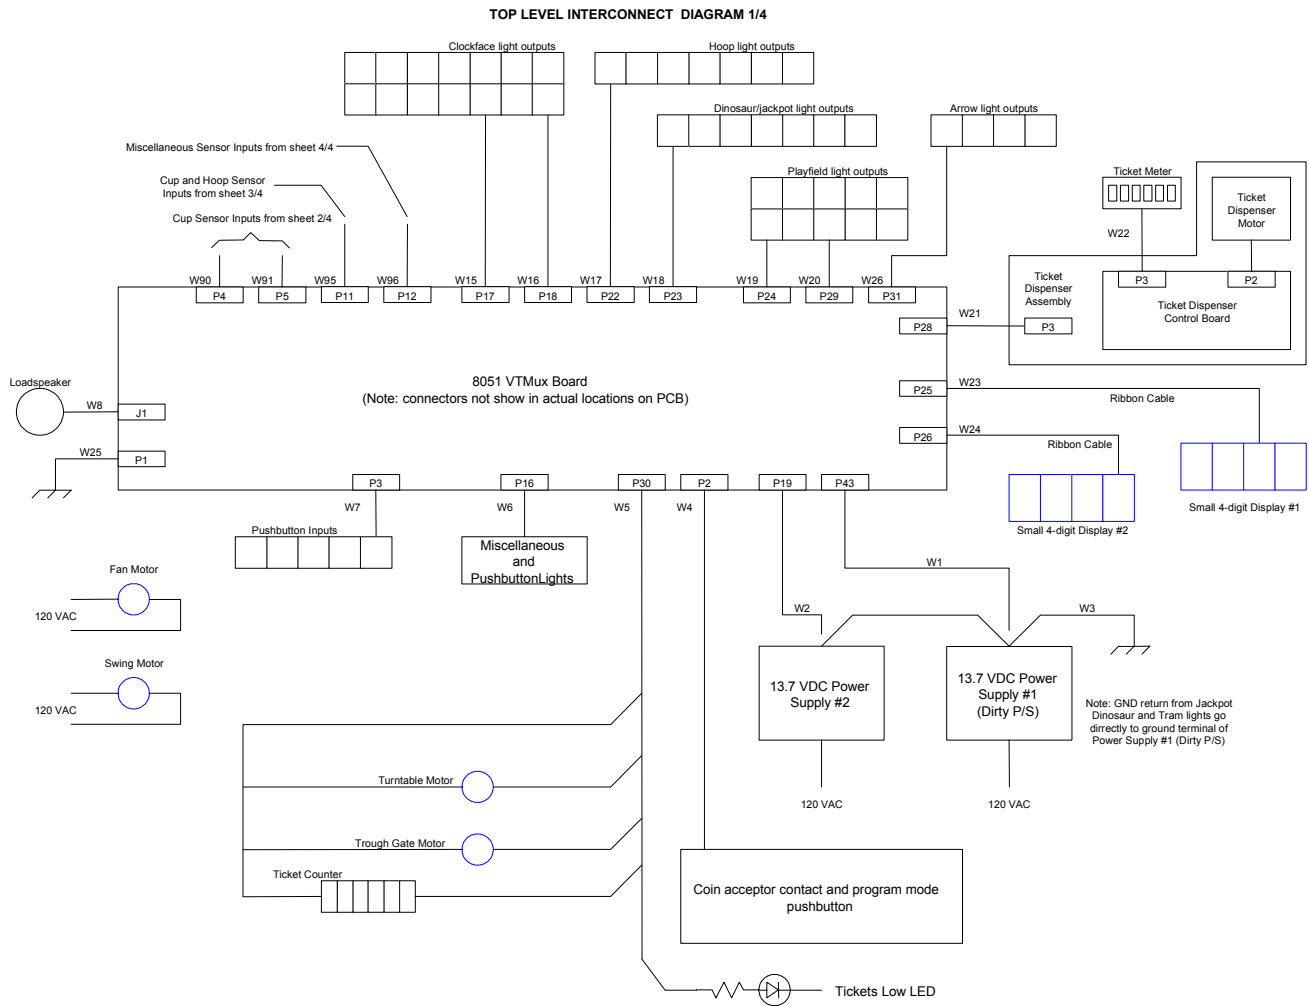 TOP LEVEL INTERCONNECT DIAGRAM 1/4
Clockface light outputs
Hoop light outputs
Dinosaur/jackpot light outputs
Arrow light outputs
Miscellaneous Sensor Inputs from sheet 4/4
Cup and Hoop Sensor
Inputs from sheet 3/4
Cup Sensor Inputs from sheet 2/4
Playfield light outputs
Ticket Meter
Ticket
Dispenser
Motor
W22
W90
W91
W95
W96
W15
W16
W17
W18
W19
W20
W26
P4
P5
P11
P12
P17
P18
P22
P23
P24
P29
P31
Ticket
Dispenser
Assembly
P3
P2
Ticket Dispenser
Control Board
P28
W21
P3
8051 VTMux Board
(Note: connectors not show in actual locations on PCB)
Loadspeaker
W8
J1
W25
P1
P25
W23
Ribbon Cable
P26
W24
Ribbon Cable
P3
P16
P30
P2
P19
P43
W7
W6
W5
W4
Small 4-digit Display #1
Small 4-digit Display #2
Pushbutton Inputs
Miscellaneous
and
PushbuttonLights
Fan Motor
120 VAC
W1
W2
W3
Swing Motor
120 VAC
13.7 VDC Power
Supply #2
13.7 VDC Power
Supply #1
(Dirty P/S)
Note: GND return from Jackpot
Dinosaur and Tram lights go
dirrectly to ground terminal of
Power Supply #1 (Dirty P/S)
Turntable Motor
120 VAC
120 VAC
Trough Gate Motor
Ticket Counter
Coin acceptor contact and program mode
pushbutton
Tickets Low LED